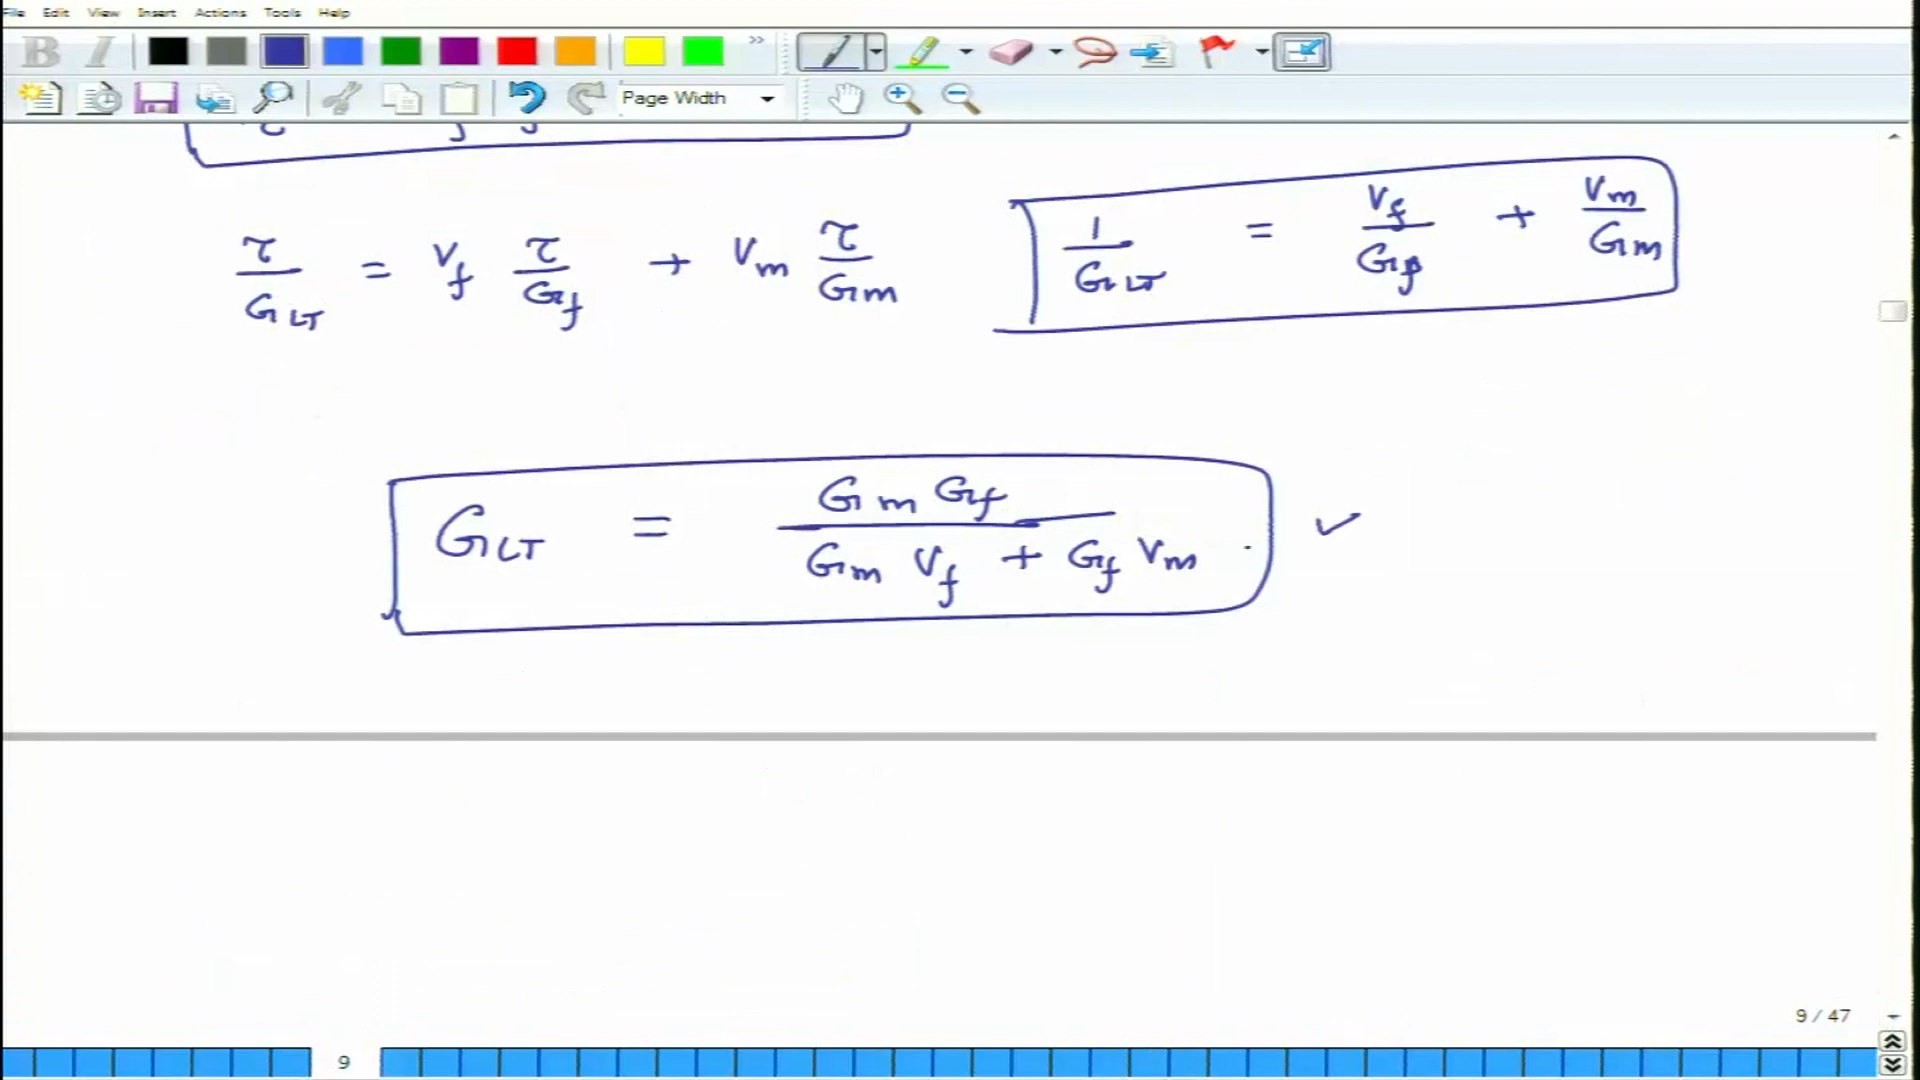 File Edit View Insert Actions Tools Help
B I » 
Page Width
τ/G_LT = V_f τ/G_f + V_m τ/G_m
1/G_LT = V_f/G_f + V_m/G_m
G_LT = G_m G_f / (G_m V_f + G_f V_m) . ✓
9 / 47
9